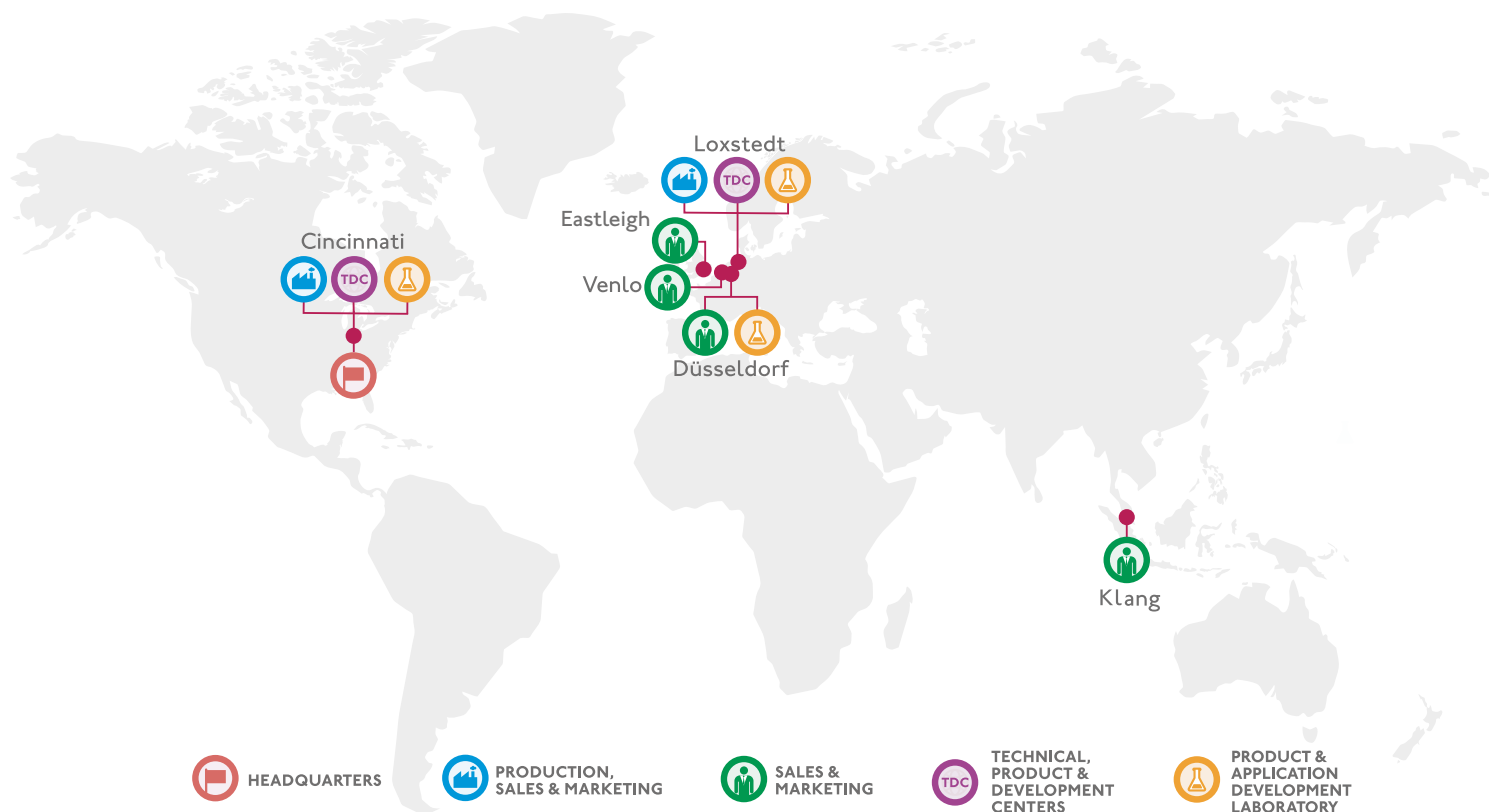 Loxstedt
TDC
Eastleigh
Cincinnati
TDC
Venlo
Düsseldorf
Klang
HEADQUARTERS
PRODUCTION,
SALES & MARKETING
SALES &
MARKETING
TDC
TECHNICAL,
PRODUCT &
DEVELOPMENT
CENTERS
PRODUCT &
APPLICATION
DEVELOPMENT
LABORATORY